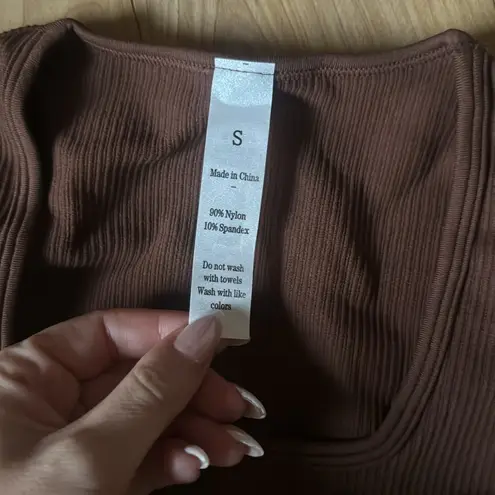 S
Made in China
–
90% Nylon
10% Spandex
Do not wash
with towels
Wash with like
colors